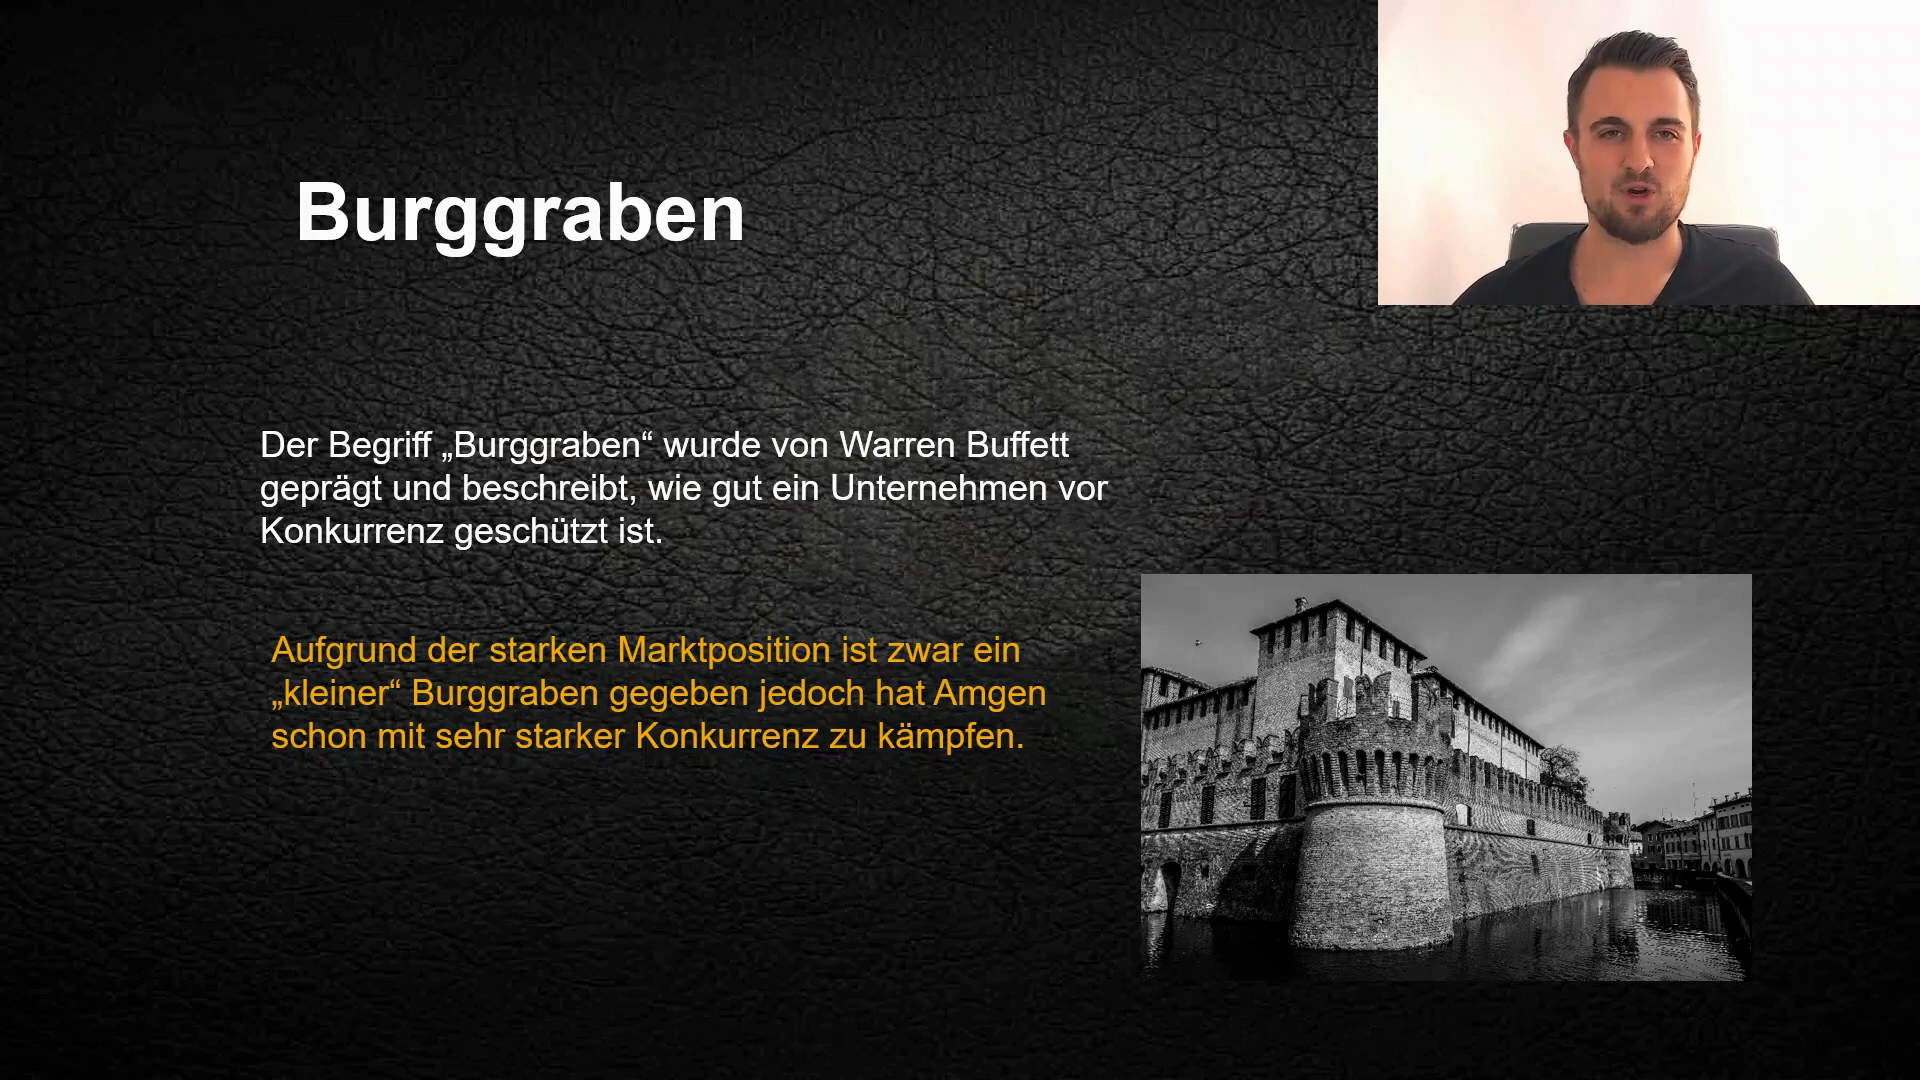 Burggraben
Der Begriff „Burggraben“ wurde von Warren Buffett
geprägt und beschreibt, wie gut ein Unternehmen vor
Konkurrenz geschützt ist.
Aufgrund der starken Marktposition ist zwar ein
„kleiner“ Burggraben gegeben jedoch hat Amgen
schon mit sehr starker Konkurrenz zu kämpfen.